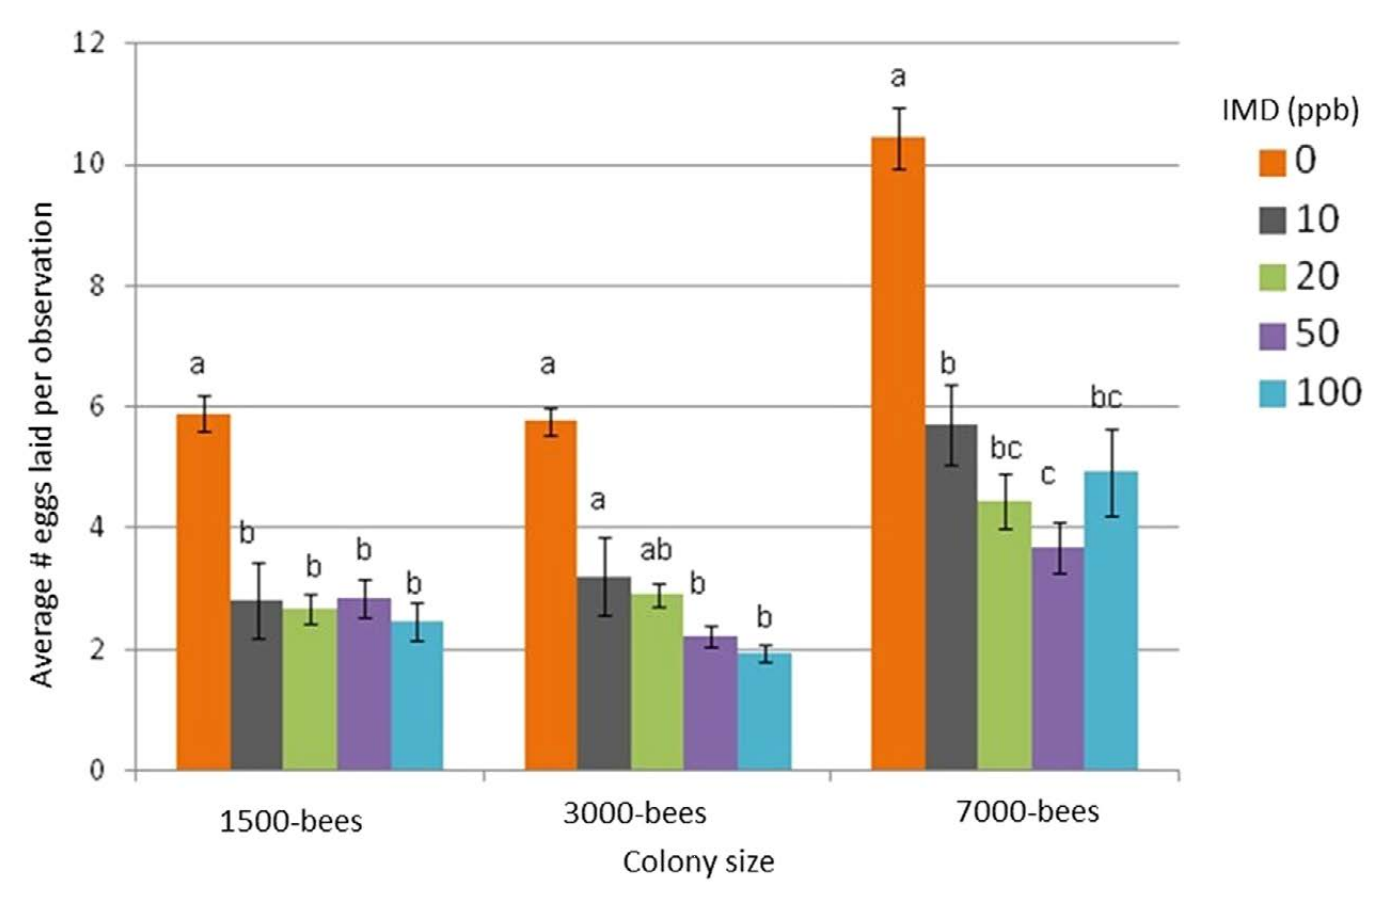 12
10
8
6
4
2
0
Average # eggs laid per observation
a
b
b
b
b
a
a
ab
b
b
a
b
bc
c
bc
1500-bees
3000-bees
7000-bees
Colony size
IMD (ppb)
0
10
20
50
100